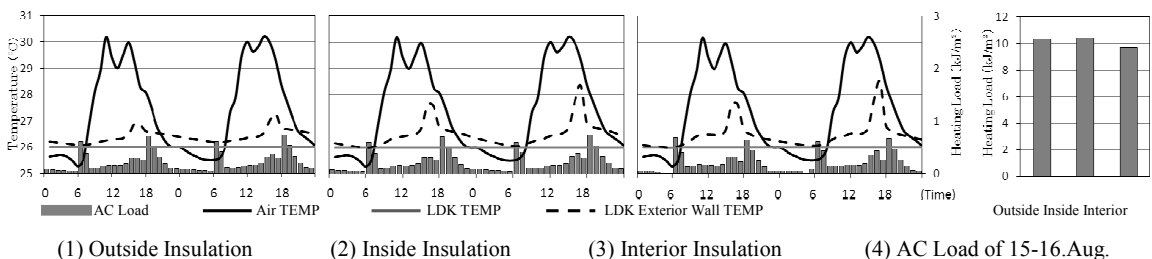 Temperature (°C)
31
30
29
28
27
26
25
0 6 12 18 0 6 12 18
0 6 12 18 0 6 12 18
0 6 12 18 0 6 12 18
(Time)
3
2
1
0
Heating Load (kJ/m²)
Heating Load (kJ/m²)
12
10
8
6
4
2
0
Outside Inside Interior
AC Load
Air TEMP
LDK TEMP
LDK Exterior Wall TEMP
(1) Outside Insulation
(2) Inside Insulation
(3) Interior Insulation
(4) AC Load of 15-16.Aug.